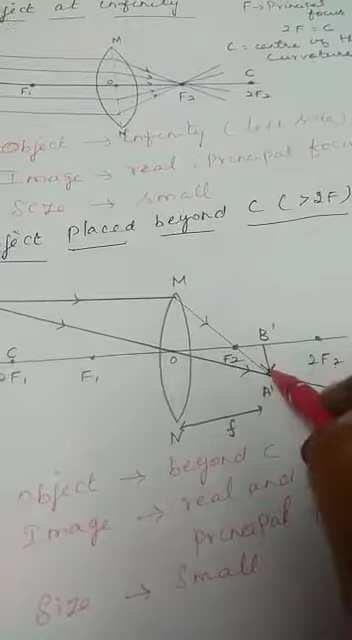 ject at infinity
F→Principal
focus
2F = C
C = centre of
Curvature
M
F₁
O
F₂
C
2F₂
N
Object → Infinity (left side)
Image → real, Principal focu
Size → small
ject placed beyond C (>2F)
M
C
2F₁
F₁
O
F2
B'
2F₂
A'
N
f
object → beyond C
Image → real and
principal
Size → small